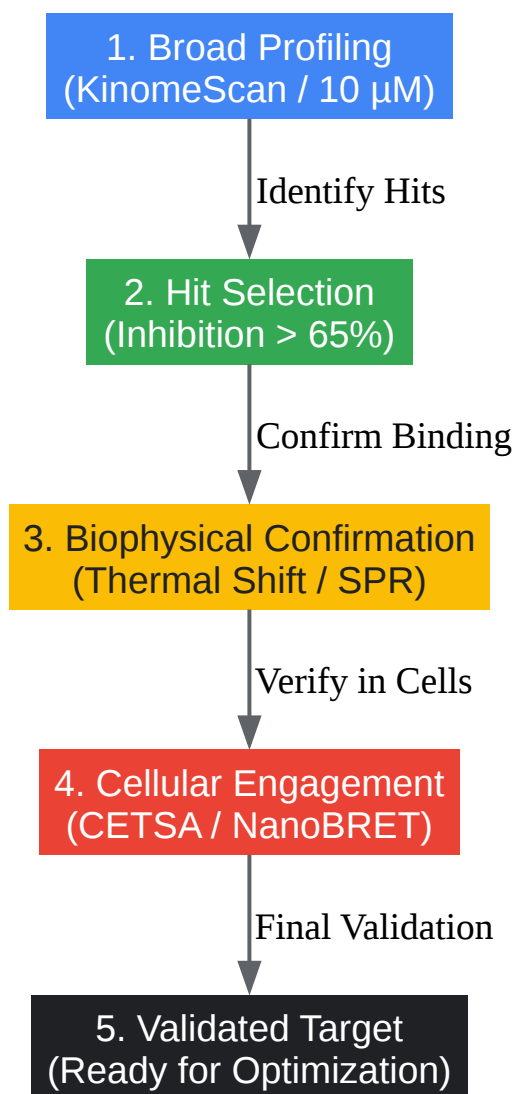 1. Broad Profiling
(KinomeScan / 10 µM)
Identify Hits
2. Hit Selection
(Inhibition > 65%)
Confirm Binding
3. Biophysical Confirmation
(Thermal Shift / SPR)
Verify in Cells
4. Cellular Engagement
(CETSA / NanoBRET)
Final Validation
5. Validated Target
(Ready for Optimization)